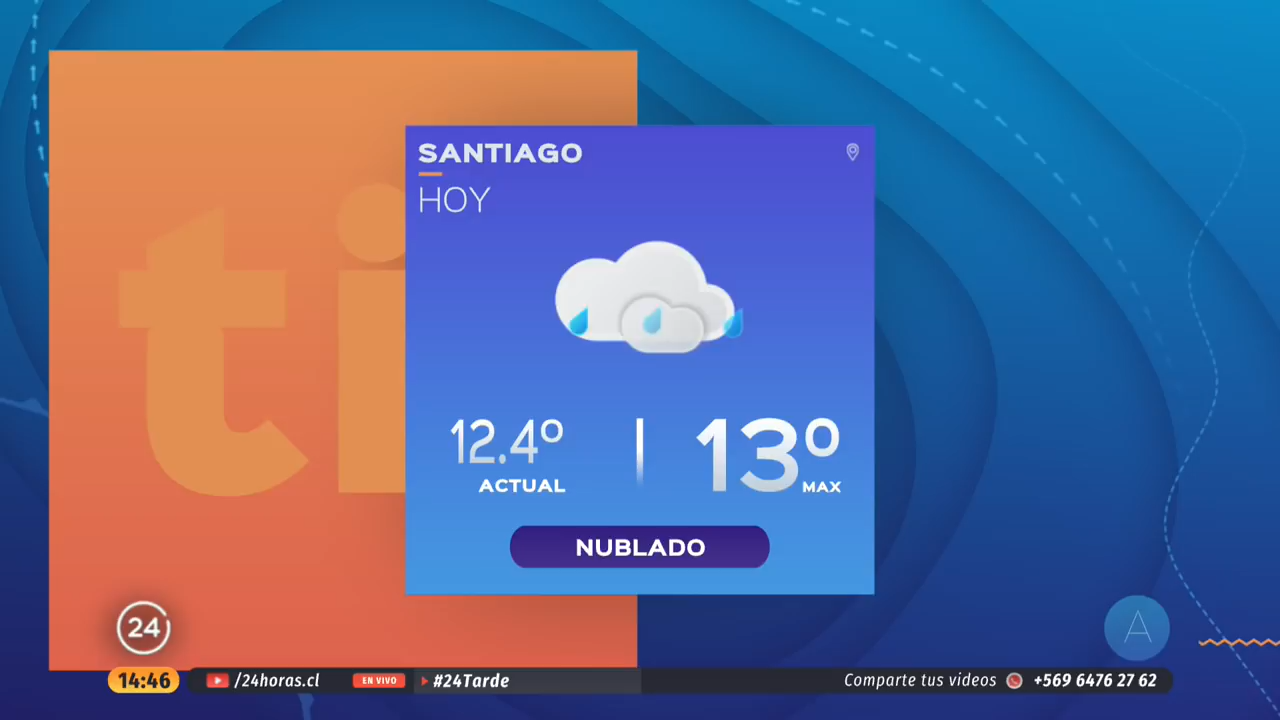 ti
SANTIAGO
HOY
12.4°
ACTUAL
13°
MAX
NUBLADO
24
A
14:46
/24horas.cl
EN VIVO
#24Tarde
Comparte tus videos
+569 6476 27 62